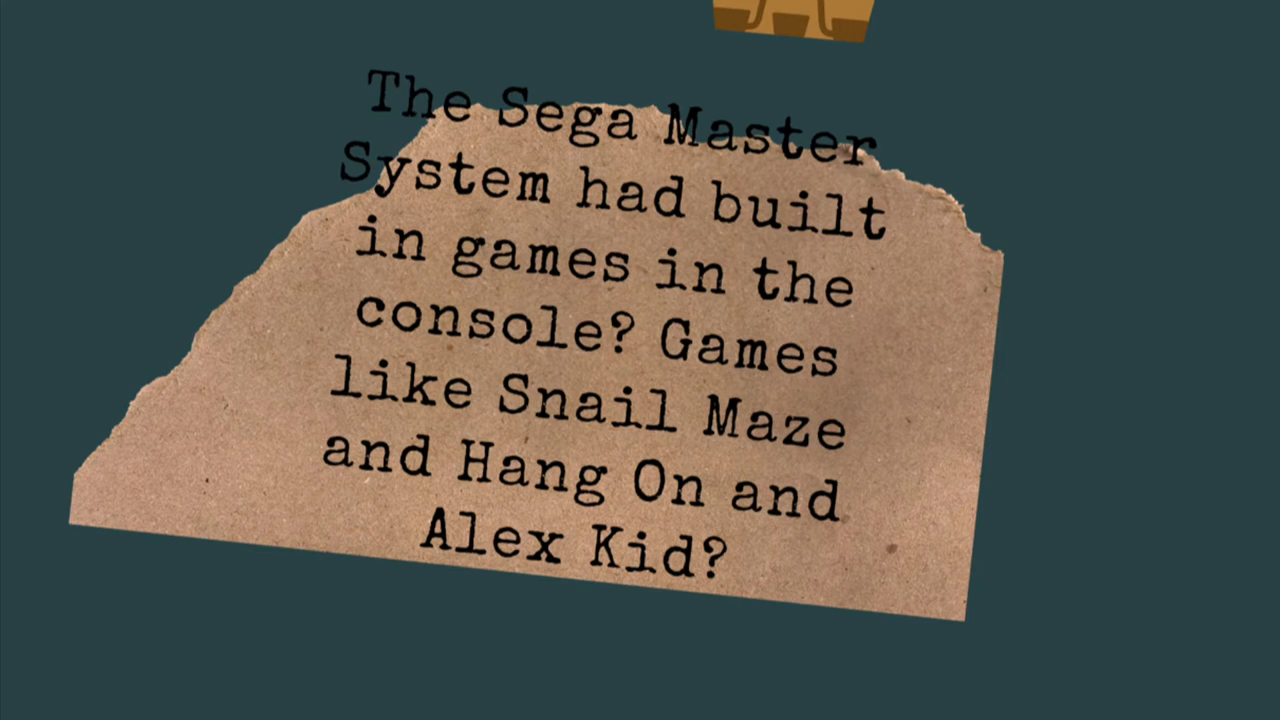 The Sega Master
System had built
in games in the
console? Games
like Snail Maze
and Hang On and
Alex Kid?